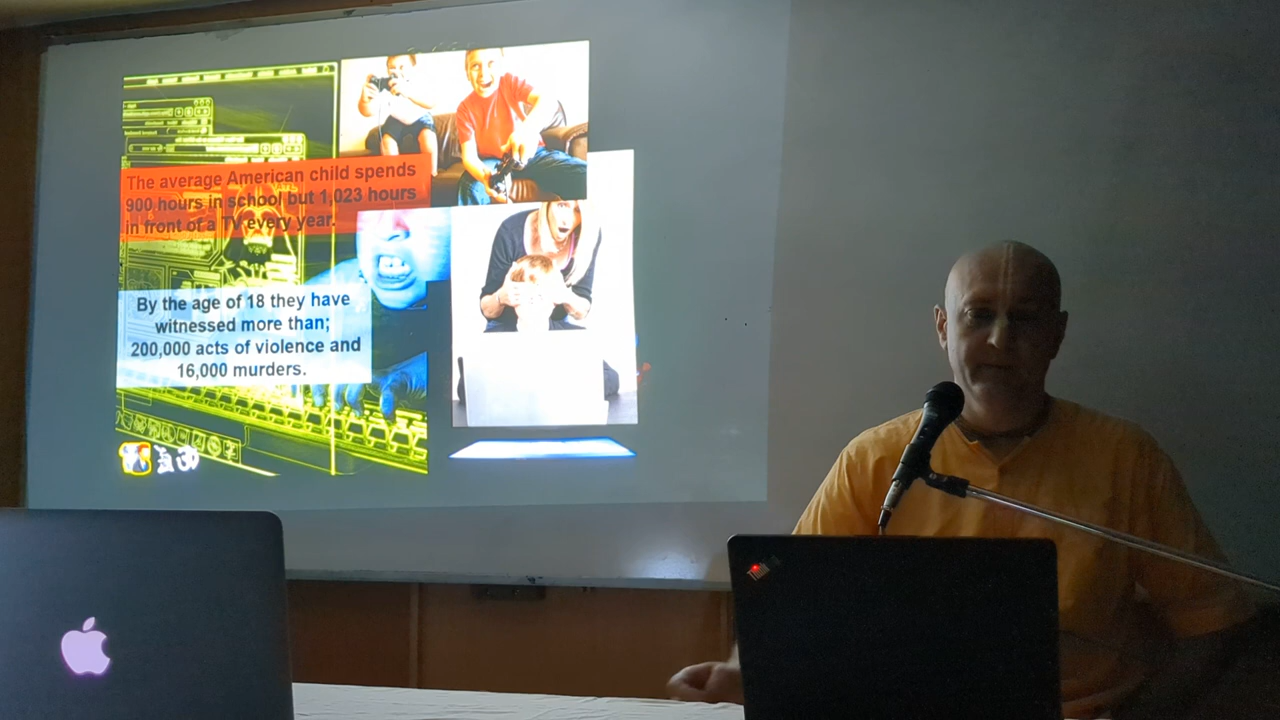 The average American child spends
900 hours in school but 1,023 hours
in front of a TV every year.
By the age of 18 they have
witnessed more than;
200,000 acts of violence and
16,000 murders.